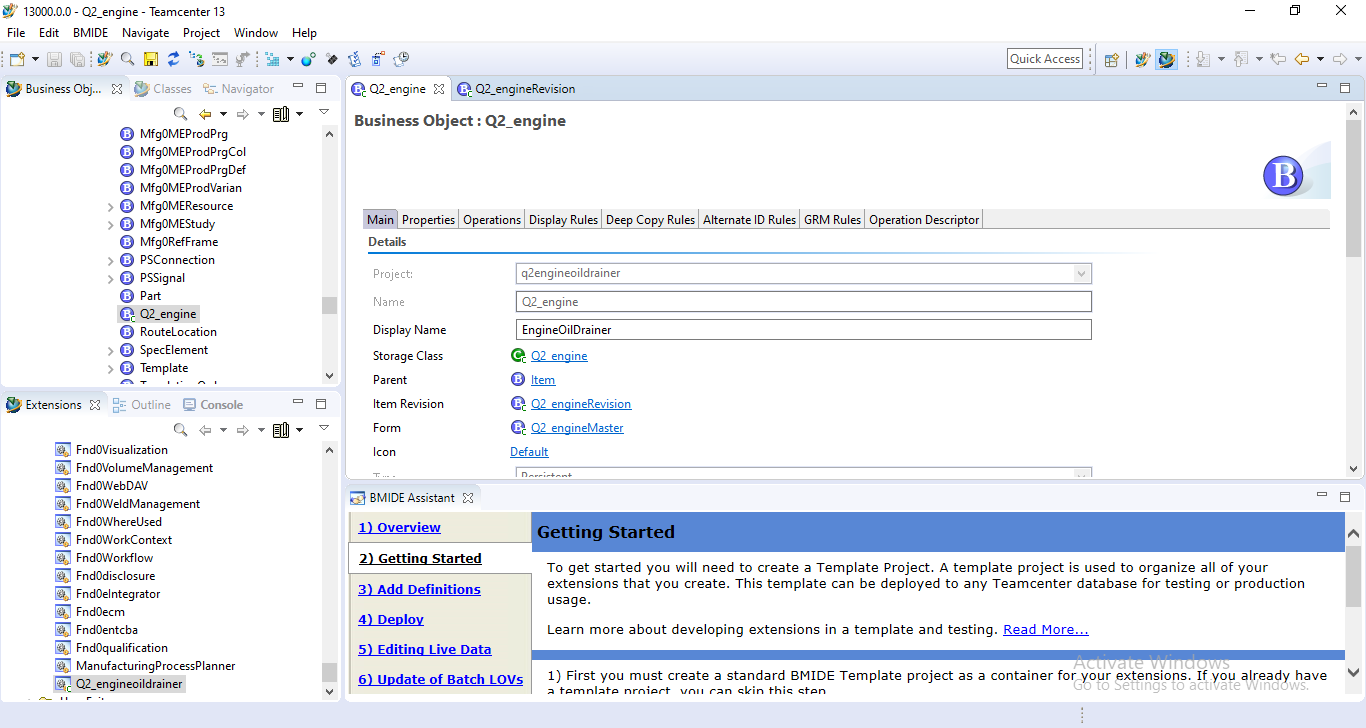 13000.0.0 - Q2_engine - Teamcenter 13
File Edit BMIDE Navigate Project Window Help
Quick Access
Business Obj... Classes Navigator
Mfg0MEProdPrg
Mfg0MEProdPrgCol
Mfg0MEProdPrgDef
Mfg0MEProdVarian
Mfg0MEResource
Mfg0MEStudy
Mfg0RefFrame
PSConnection
PSSignal
Part
Q2_engine
RouteLocation
SpecElement
Template
Extensions Outline Console
Fnd0Visualization
Fnd0VolumeManagement
Fnd0WebDAV
Fnd0WeldManagement
Fnd0WhereUsed
Fnd0WorkContext
Fnd0Workflow
Fnd0disclosure
Fnd0eIntegrator
Fnd0ecm
Fnd0entcba
Fnd0qualification
ManufacturingProcessPlanner
Q2_engineoildrainer
Q2_engine Q2_engineRevision
Business Object : Q2_engine
B
Main Properties Operations Display Rules Deep Copy Rules Alternate ID Rules GRM Rules Operation Descriptor
Details
Project: q2engineoildrainer
Name Q2_engine
Display Name EngineOilDrainer
Storage Class Q2_engine
Parent Item
Item Revision Q2_engineRevision
Form Q2_engineMaster
Icon Default
Persistent
BMIDE Assistant
1) Overview
2) Getting Started
3) Add Definitions
4) Deploy
5) Editing Live Data
6) Update of Batch LOVs
Getting Started
To get started you will need to create a Template Project. A template project is used to organize all of your
extensions that you create. This template can be deployed to any Teamcenter database for testing or production
usage.
Learn more about developing extensions in a template and testing. Read More...
1) First you must create a standard BMIDE Template project as a container for your extensions. If you already have
a template project, you can skip this step
Activate Windows
Go to Settings to activate Windows.